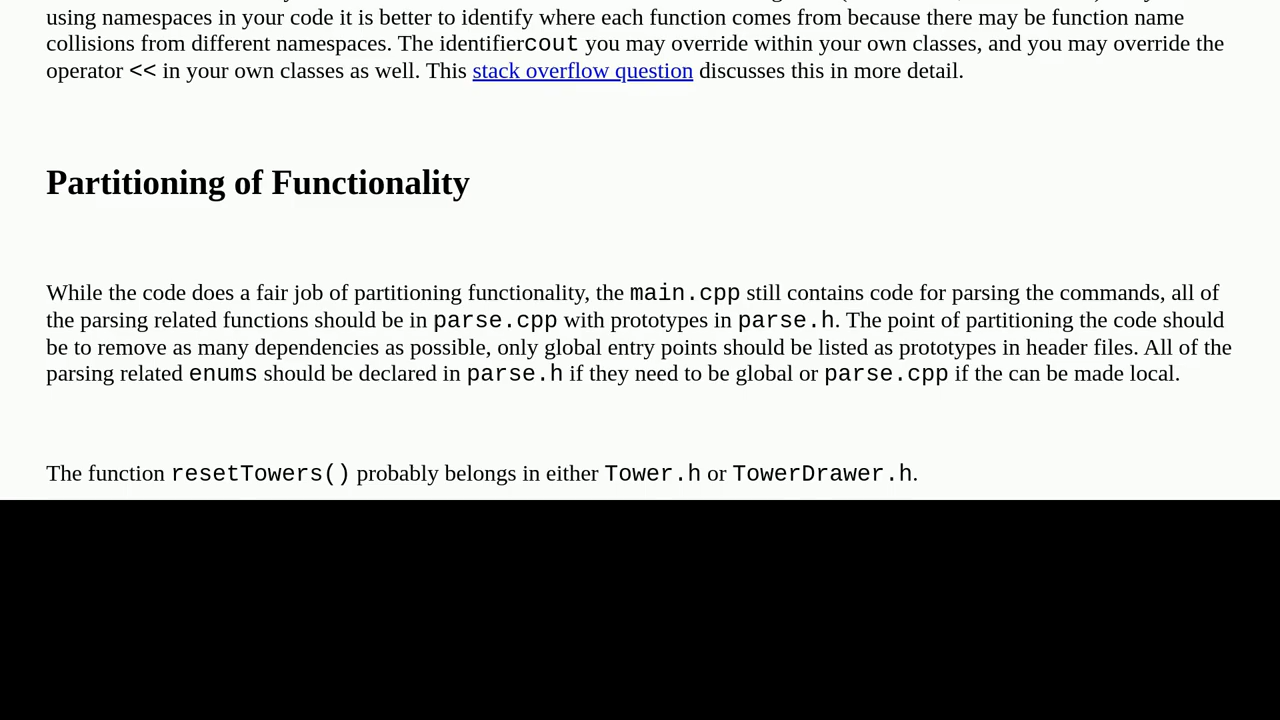 using namespaces in your code it is better to identify where each function comes from because there may be function name
collisions from different namespaces. The identifiercout you may override within your own classes, and you may override the
operator << in your own classes as well. This stack overflow question discusses this in more detail.
Partitioning of Functionality
While the code does a fair job of partitioning functionality, the main.cpp still contains code for parsing the commands, all of
the parsing related functions should be in parse.cpp with prototypes in parse.h. The point of partitioning the code should
be to remove as many dependencies as possible, only global entry points should be listed as prototypes in header files. All of the
parsing related enums should be declared in parse.h if they need to be global or parse.cpp if the can be made local.
The function resetTowers() probably belongs in either Tower.h or TowerDrawer.h.